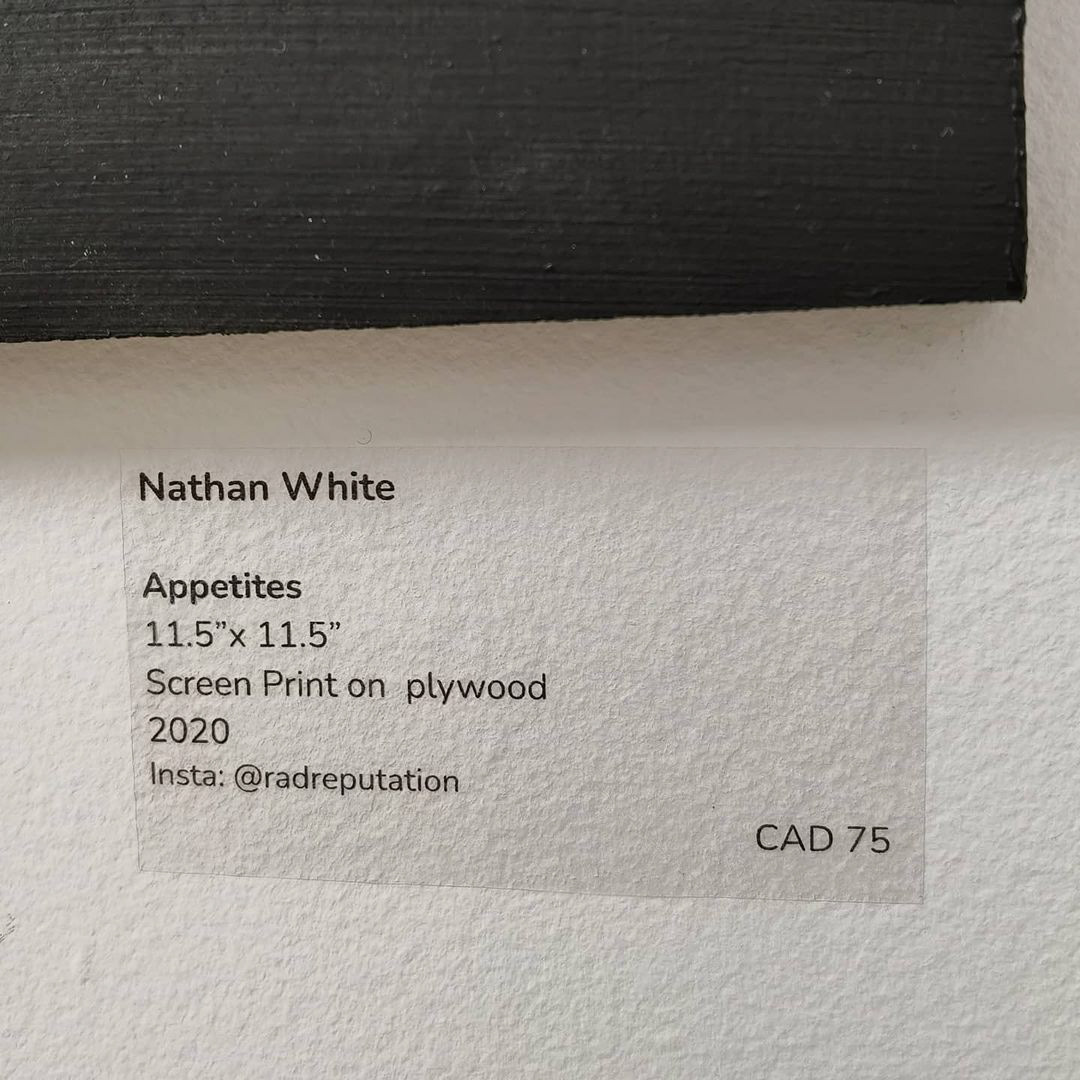 Nathan White
Appetites
11.5”x 11.5”
Screen Print on  plywood
2020
Insta: @radreputation
CAD 75